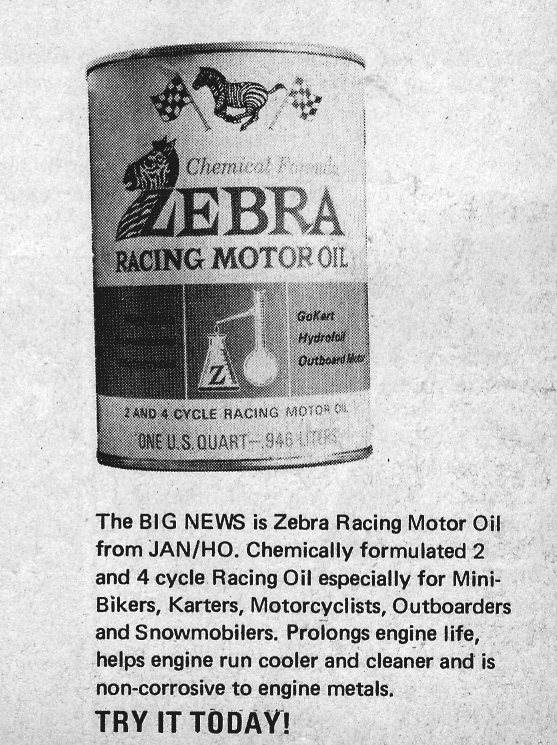 Chemical Formula
ZEBRA
RACING MOTOR OIL
GoKart
Hydrofoil
Outboard Motor
Z
2 AND 4 CYCLE RACING MOTOR OIL
ONE U.S. QUART—.946 LITERS
The BIG NEWS is Zebra Racing Motor Oil
from JAN/HO. Chemically formulated 2
and 4 cycle Racing Oil especially for Mini-
Bikers, Karters, Motorcyclists, Outboarders
and Snowmobilers. Prolongs engine life,
helps engine run cooler and cleaner and is
non-corrosive to engine metals.
TRY IT TODAY!